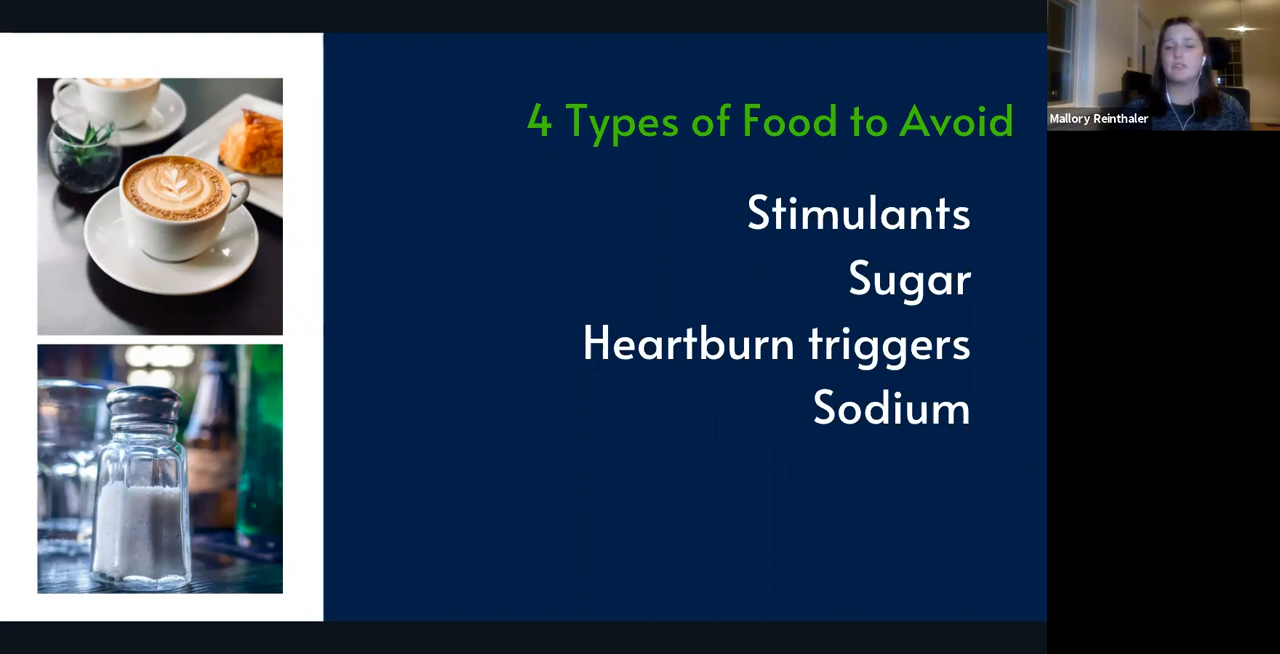 4 Types of Food to Avoid
Stimulants
Sugar
Heartburn triggers
Sodium
Mallory Reinthaler